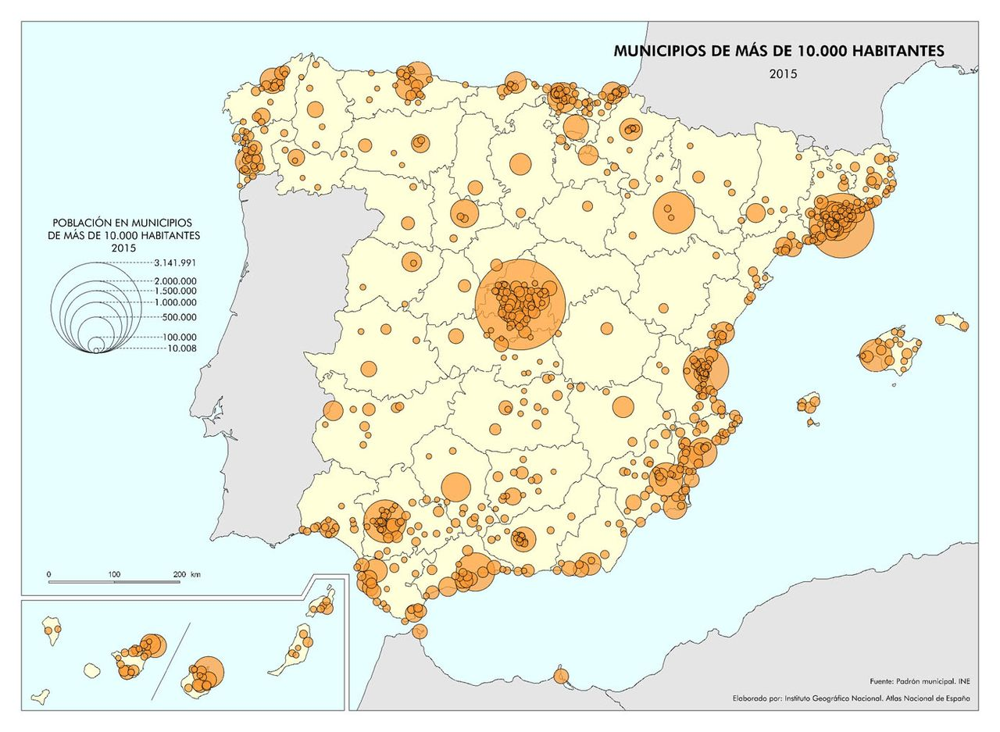 MUNICIPIOS DE MÁS DE 10.000 HABITANTES
2015
POBLACIÓN EN MUNICIPIOS
DE MÁS DE 10.000 HABITANTES
2015
3.141.991
2.000.000
1.500.000
1.000.000
500.000
100.000
10.008
0 100 200 km
Fuente: Padrón municipal. INE
Elaborado por: Instituto Geográfico Nacional. Atlas Nacional de España